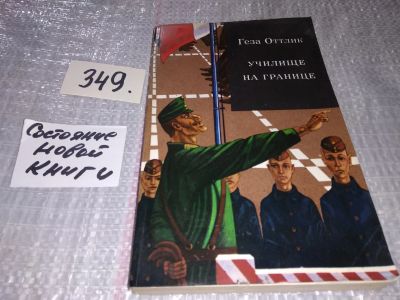 349.
Состояние
новой
книги
Геза Оттлик
УЧИЛИЩЕ
НА ГРАНИЦЕ